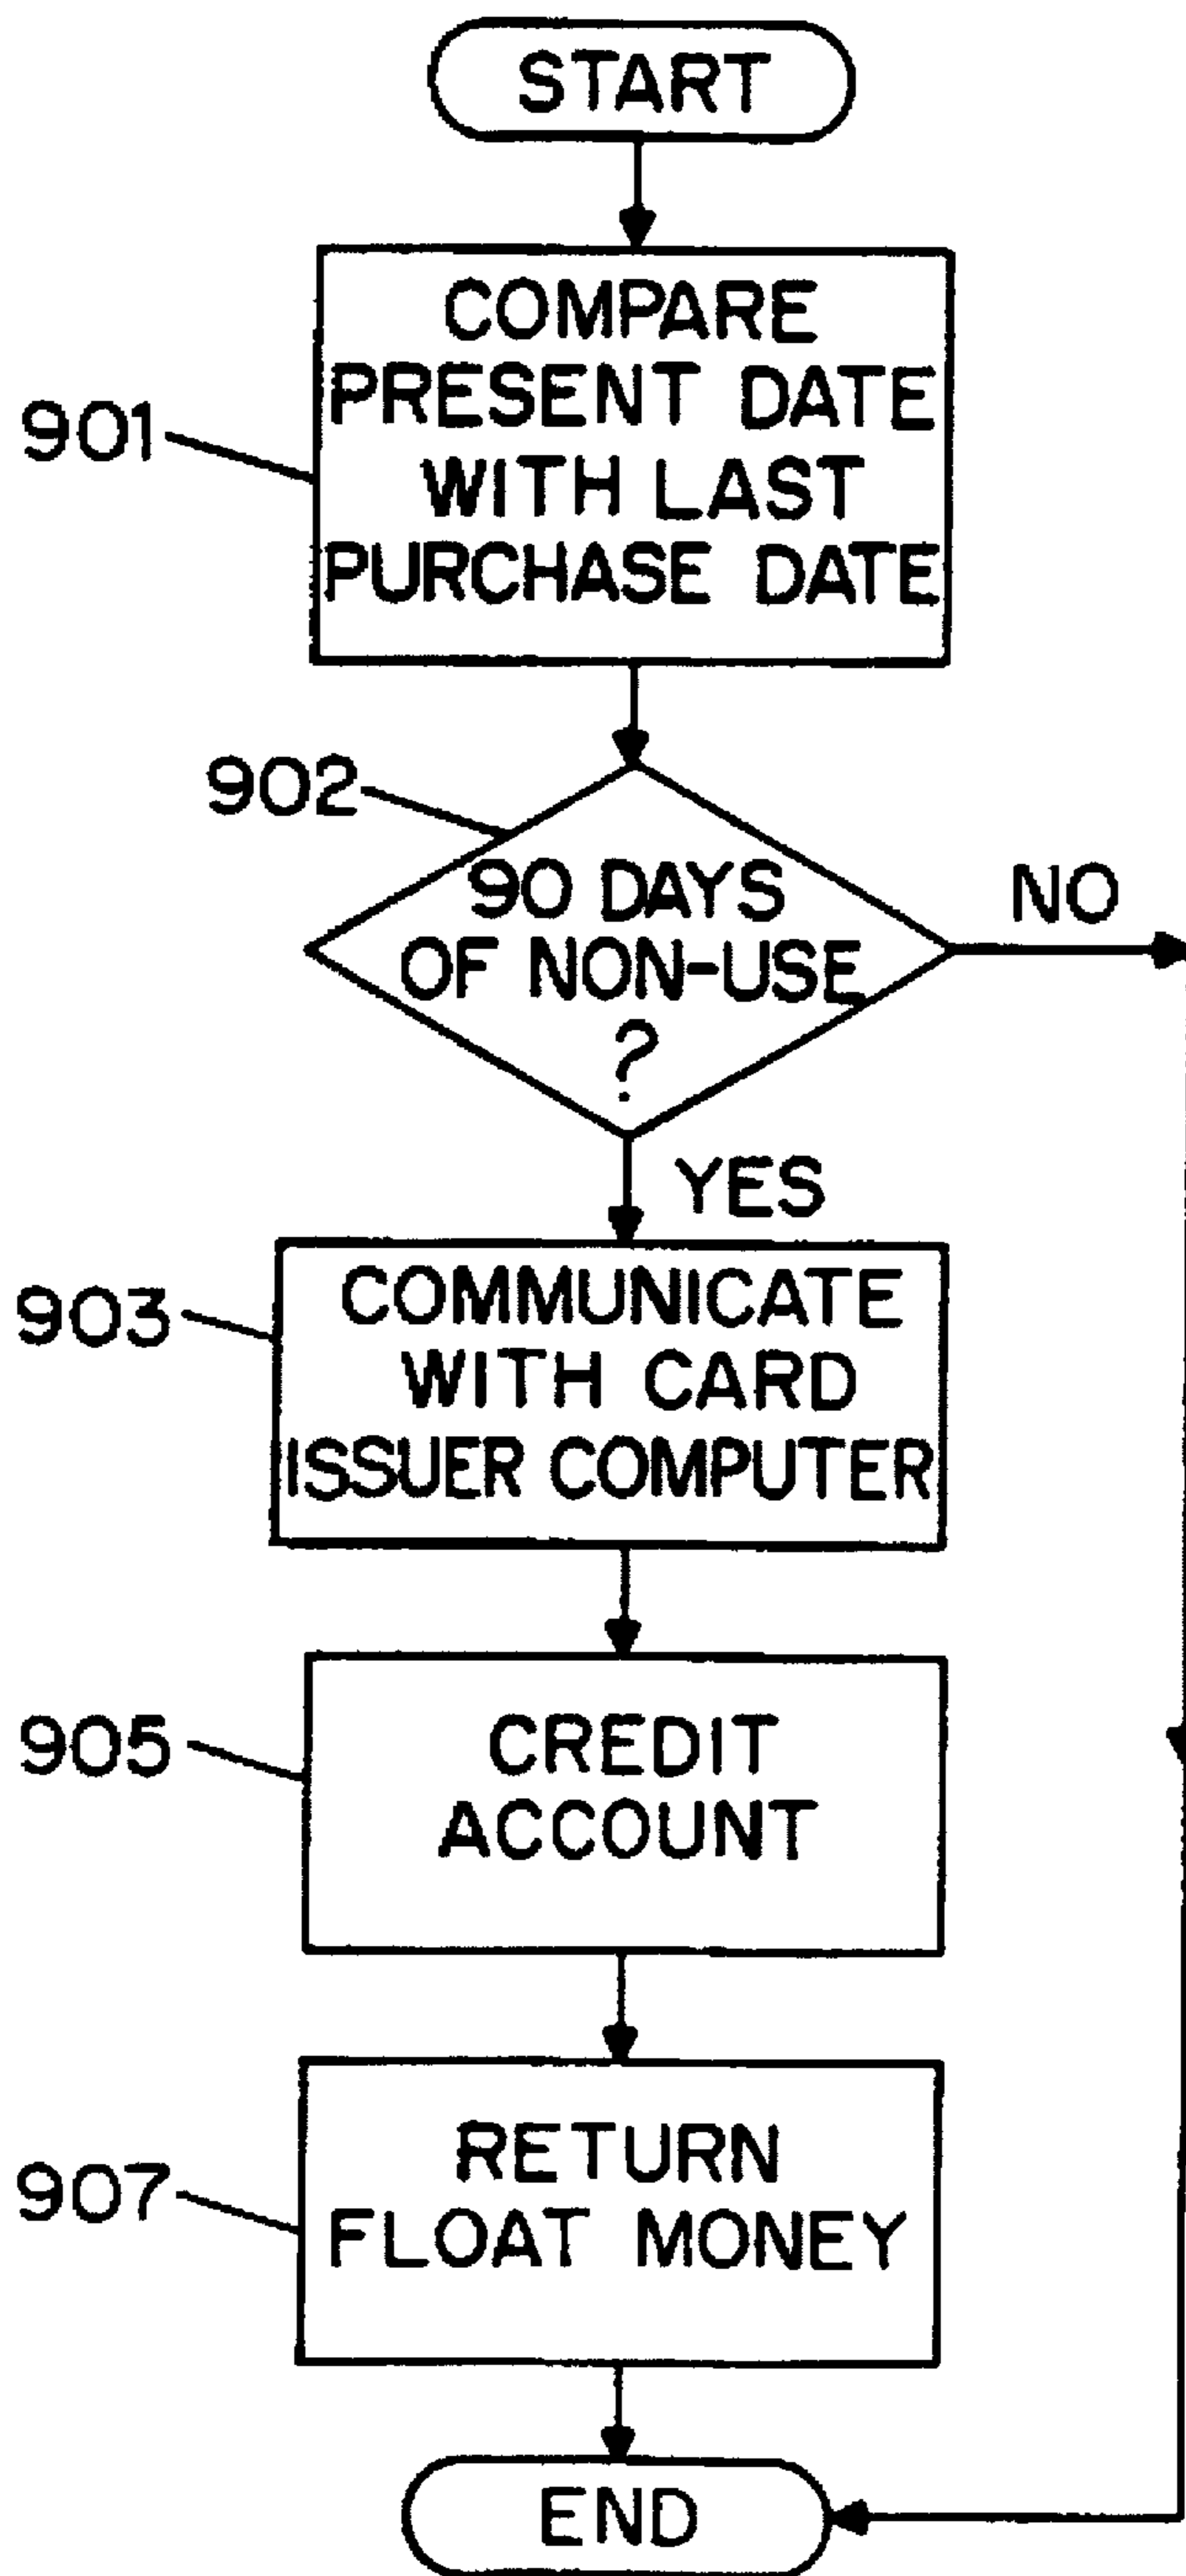 START
COMPARE
PRESENT DATE
WITH LAST
PURCHASE DATE
901
902
90 DAYS
OF NON-USE
?
NO
YES
903
COMMUNICATE
WITH CARD
ISSUER COMPUTER
905
CREDIT
ACCOUNT
907
RETURN
FLOAT MONEY
END